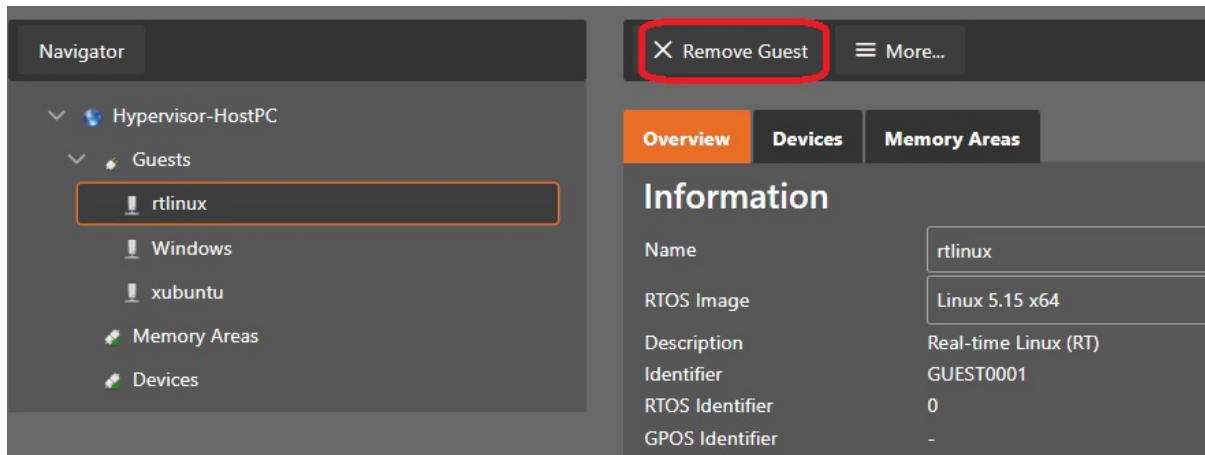 Navigator
Hypervisor-HostPC
Guests
rtlinux
Windows
xubuntu
Memory Areas
Devices
Remove Guest
More...
Overview
Devices
Memory Areas
Information
Name
rtlinux
RTOS Image
Linux 5.15 x64
Description
Real-time Linux (RT)
Identifier
GUEST0001
RTOS Identifier
0
GPOS Identifier
-